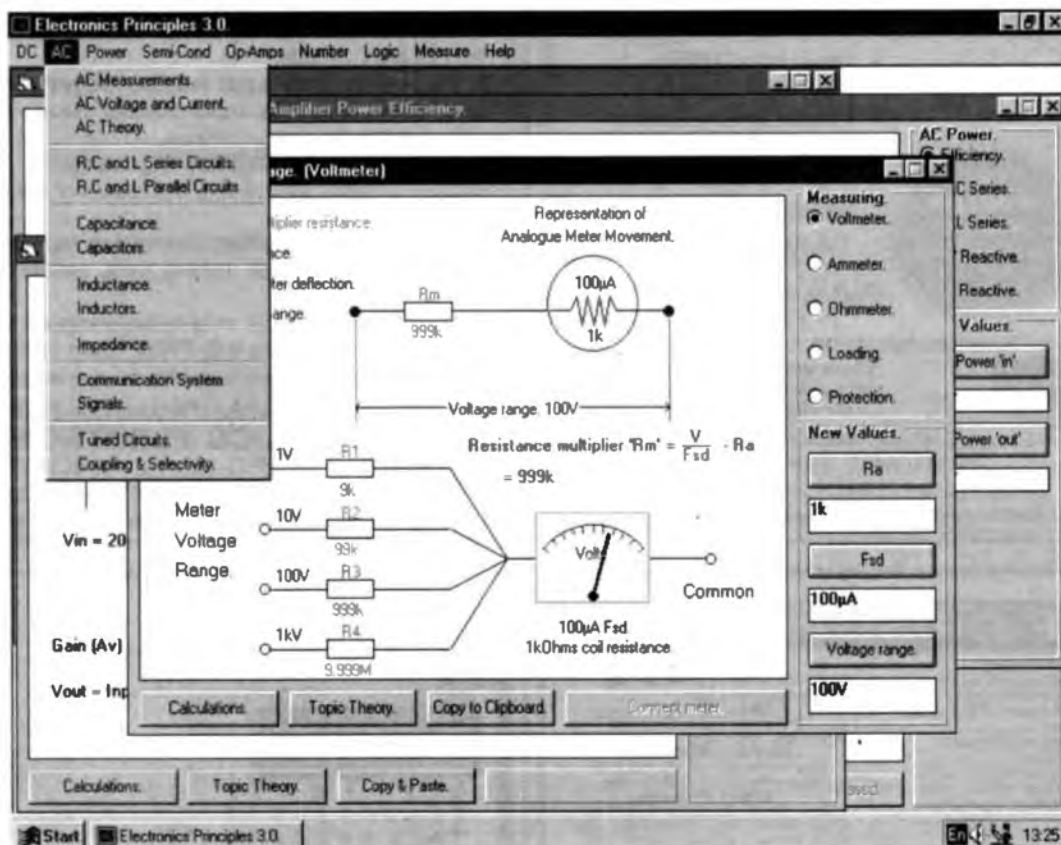 Electronics Principles 3.0.
DC AC Power Semi-Cond Op-Amps Number Logic Measure Help
AC Measurements.
AC Voltage and Current.
AC Theory.
R,C and L Series Circuits.
R,C and L Parallel Circuits
Capacitance.
Capacitors.
Inductance.
Inductors.
Impedance.
Communication System
Signals.
Tuned Circuits.
Coupling & Selectivity.
Amplifier Power Efficiency.
AC Power.
Efficiency.
C Series.
L Series.
Reactive.
Reactive.
Values.
Power 'in'
Power 'out'
age. (Voltmeter)
tiplier resistance.
nce.
ter deflection.
ange.
Representation of
Analogue Meter Movement.
Rm
999k
100µA
1k
Voltage range. 100V
Resistance multiplier 'Rm' = V / Fsd - Ra
= 999k
Meter
Voltage
Range.
1V
R1
9k
10V
R2
99k
100V
R3
999k
1kV
R4
9.999M
Volts
100µA Fsd.
1kOhms coil resistance.
Common
Measuring.
Voltmeter.
Ammeter.
Ohmmeter.
Loading.
Protection.
New Values.
Ra
1k
Fsd
100µA
Voltage range.
100V
Calculations.
Topic Theory.
Copy to Clipboard.
Connect meter.
Vin = 20
Gain (Av)
Vout = Inp
Calculations.
Topic Theory.
Copy & Paste.
Start
Electronics Principles 3.0.
En
13:25